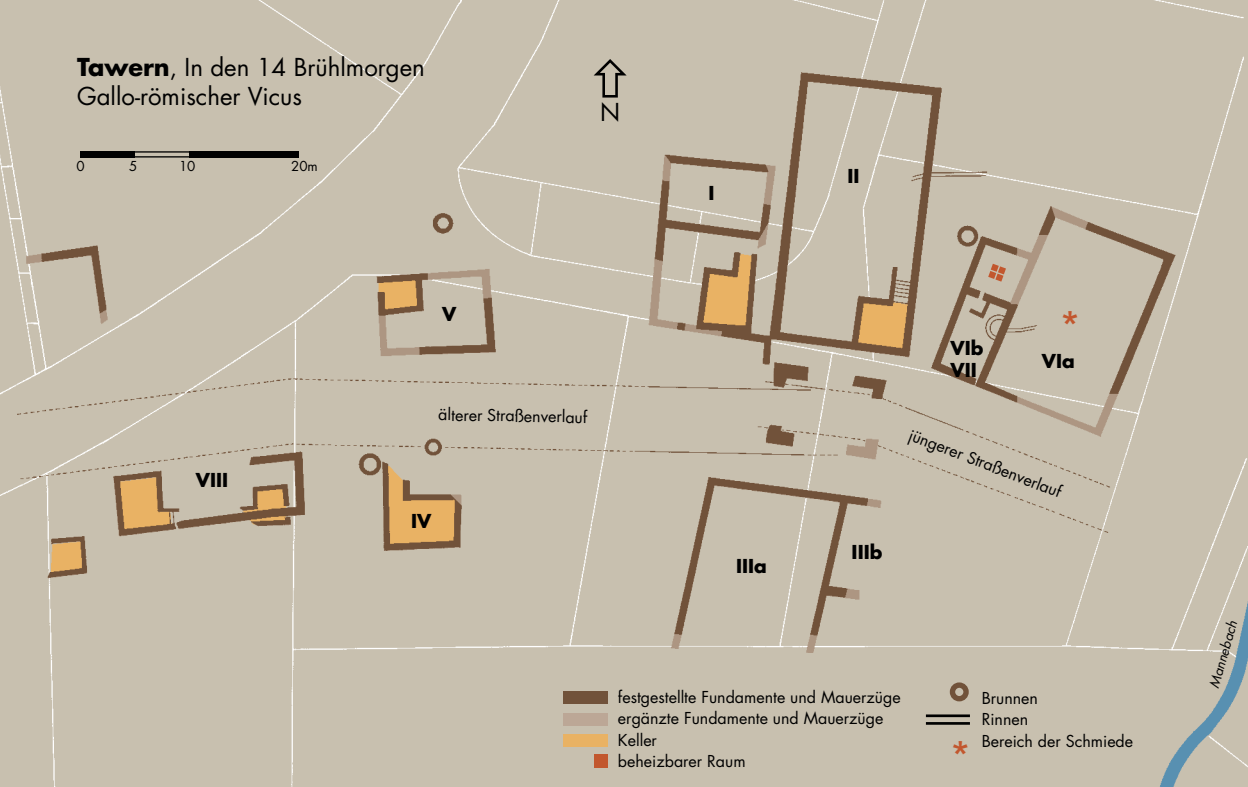 Tawern, In den 14 Brühlmorgen
Gallo-römischer Vicus
0 5 10 20m
N
I
II
V
VIb
VII
VIa
älterer Straßenverlauf
jüngerer Straßenverlauf
VIII
IV
IIIa
IIIb
Mannebach
festgestellte Fundamente und Mauerzüge
ergänzte Fundamente und Mauerzüge
Keller
beheizbarer Raum
Brunnen
Rinnen
Bereich der Schmiede